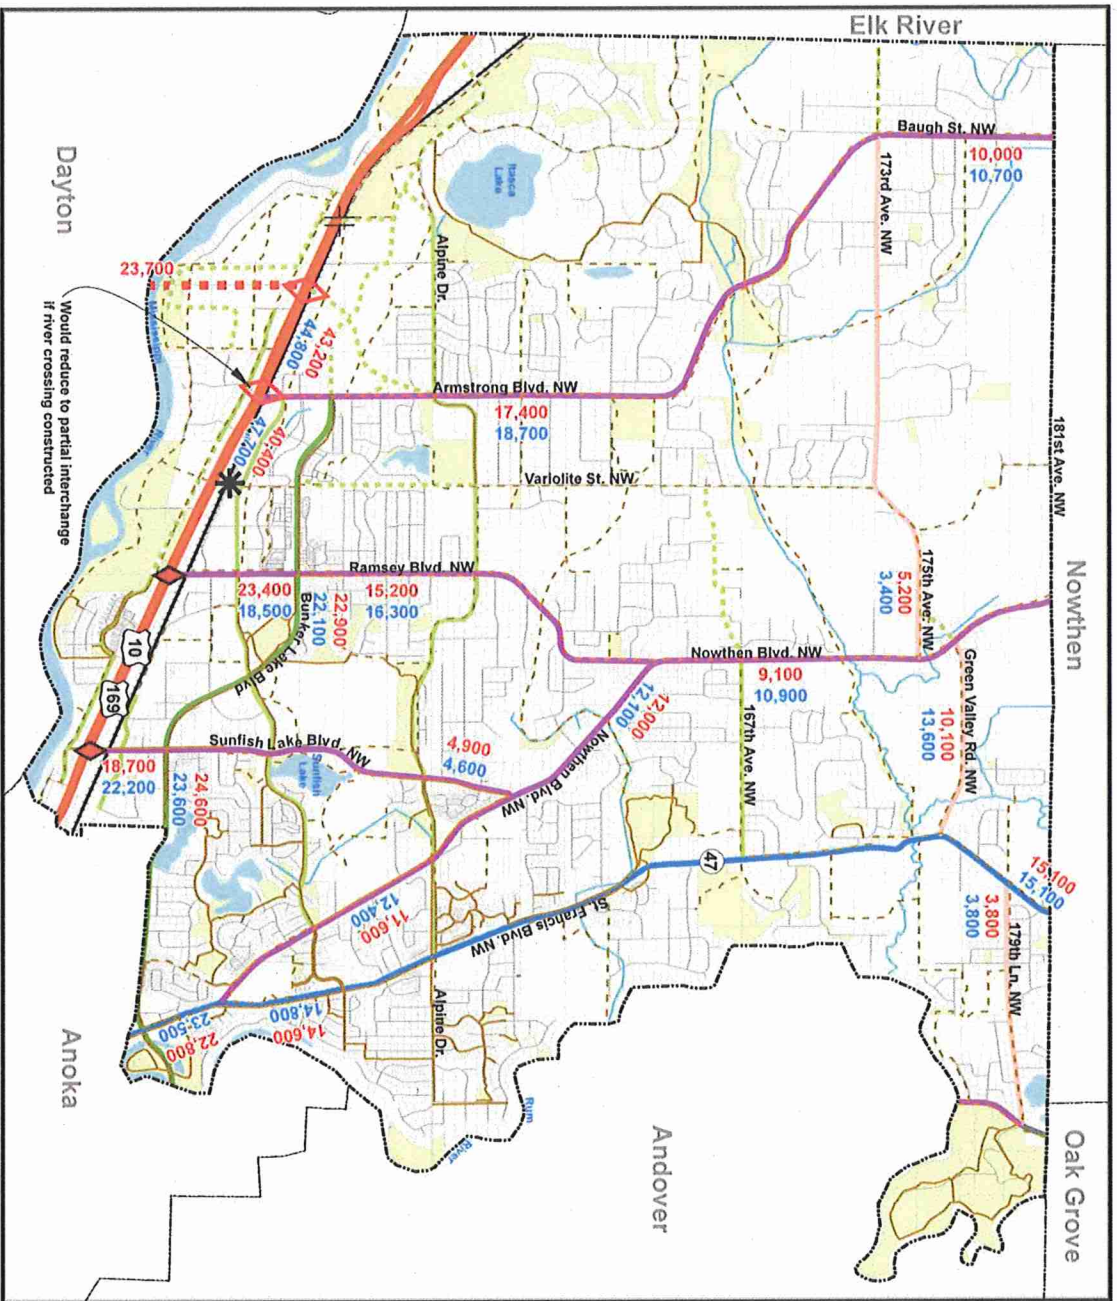 Elk River
Baugh St. NW
10,000
10,700
173rd Ave. NW
Itasca
Lake
Dayton
Alpine Dr.
23,700
Mississippi
River
Would reduce to partial interchange
if river crossing constructed
43,200
44,800
Armstrong Blvd. NW
17,400
18,700
40,400
47,700
Variolite St. NW
181st Ave. NW
Nowthen
Ramsey Blvd. NW
23,400
18,500
15,200
16,300
22,900
22,100
Bunker Lake Blvd
175th Ave. NW
5,200
3,400
Nowthen Blvd. NW
9,100
10,900
Green Valley Rd. NW
10,100
13,600
12,000
12,100
Nowthen Blvd. NW
167th Ave. NW
10
169
Sunfish Lake Blvd. NW
18,700
22,200
Sunfish
Lake
4,900
4,600
24,600
23,600
47
St. Francis Blvd. NW
15,100
15,100
3,800
3,800
179th Ln. NW
11,600
12,400
14,800
14,600
23,500
22,800
Alpine Dr.
Anoka
Rum
River
Andover
Oak Grove